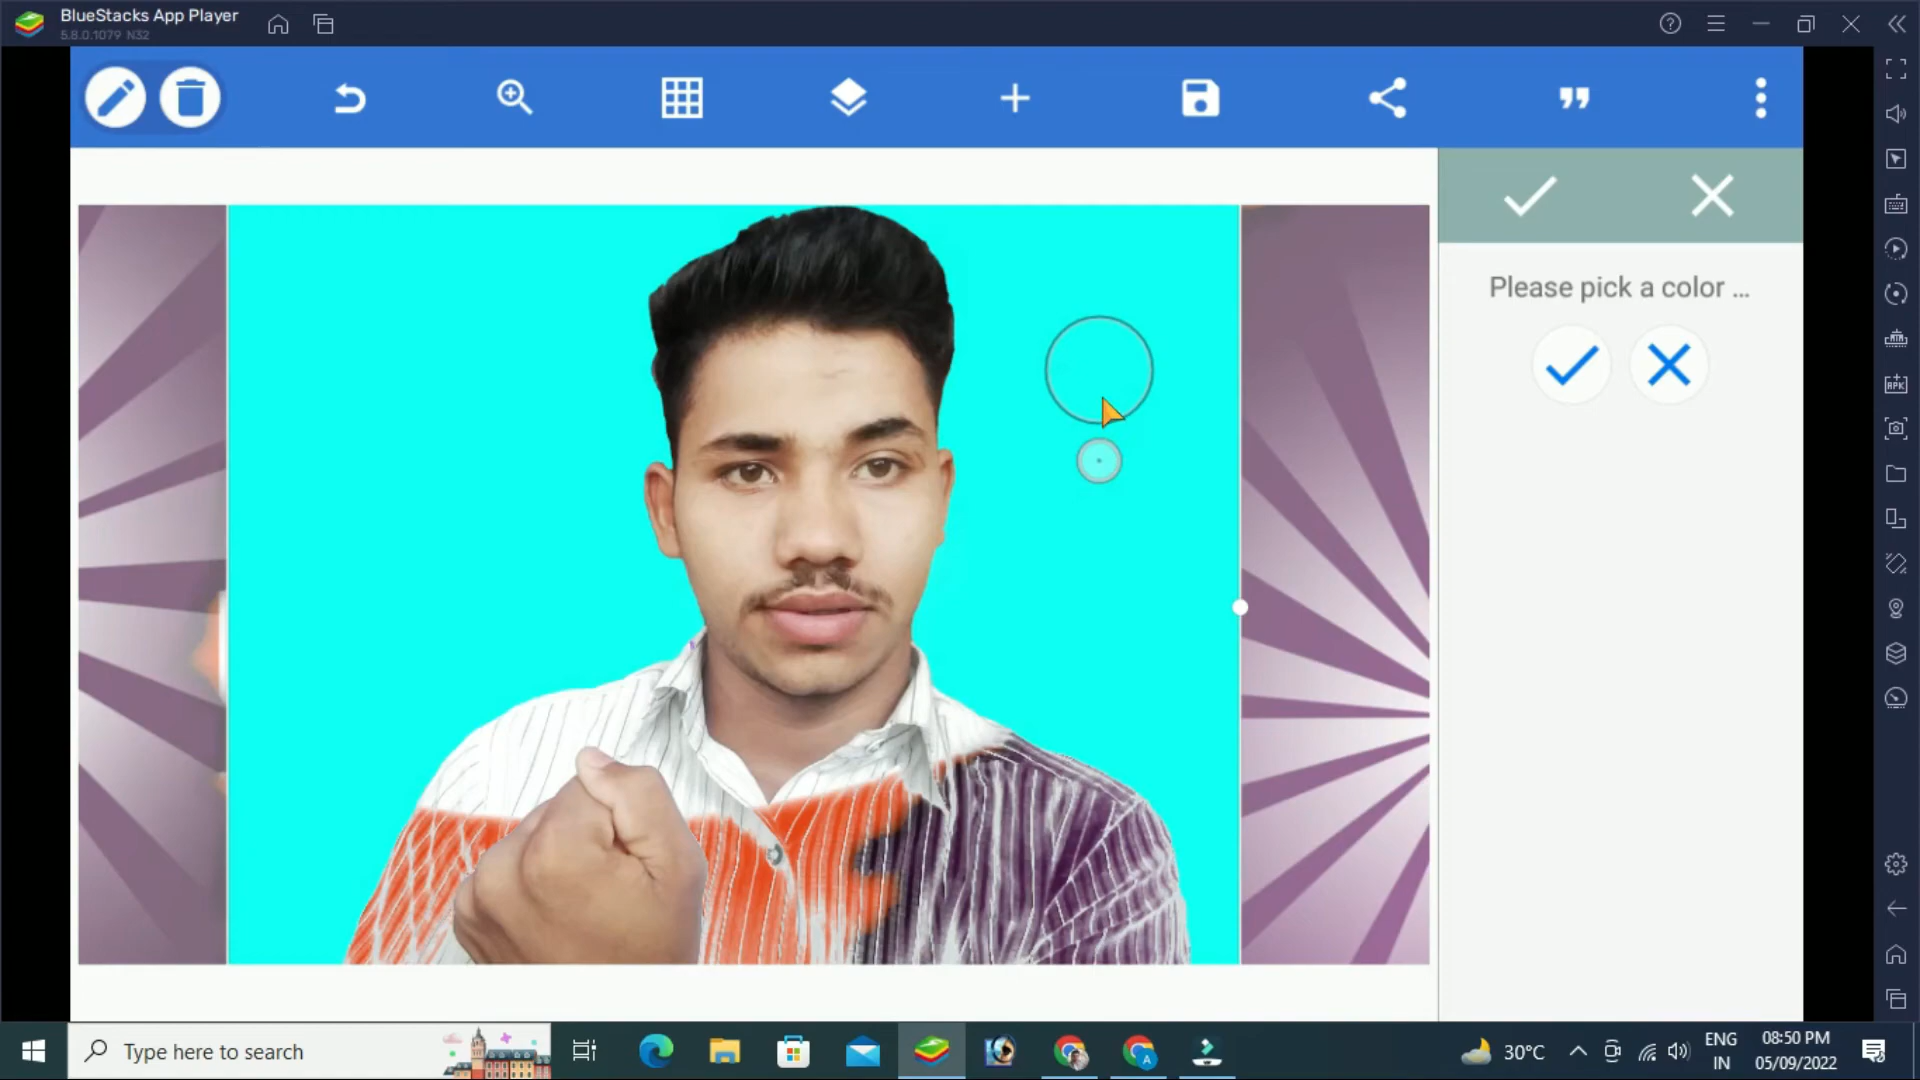 BlueStacks App Player
5.8.0.1079 N32
Please pick a color ...
APK
Type here to search
A
30°C
ENG
IN
08:50 PM
05/09/2022